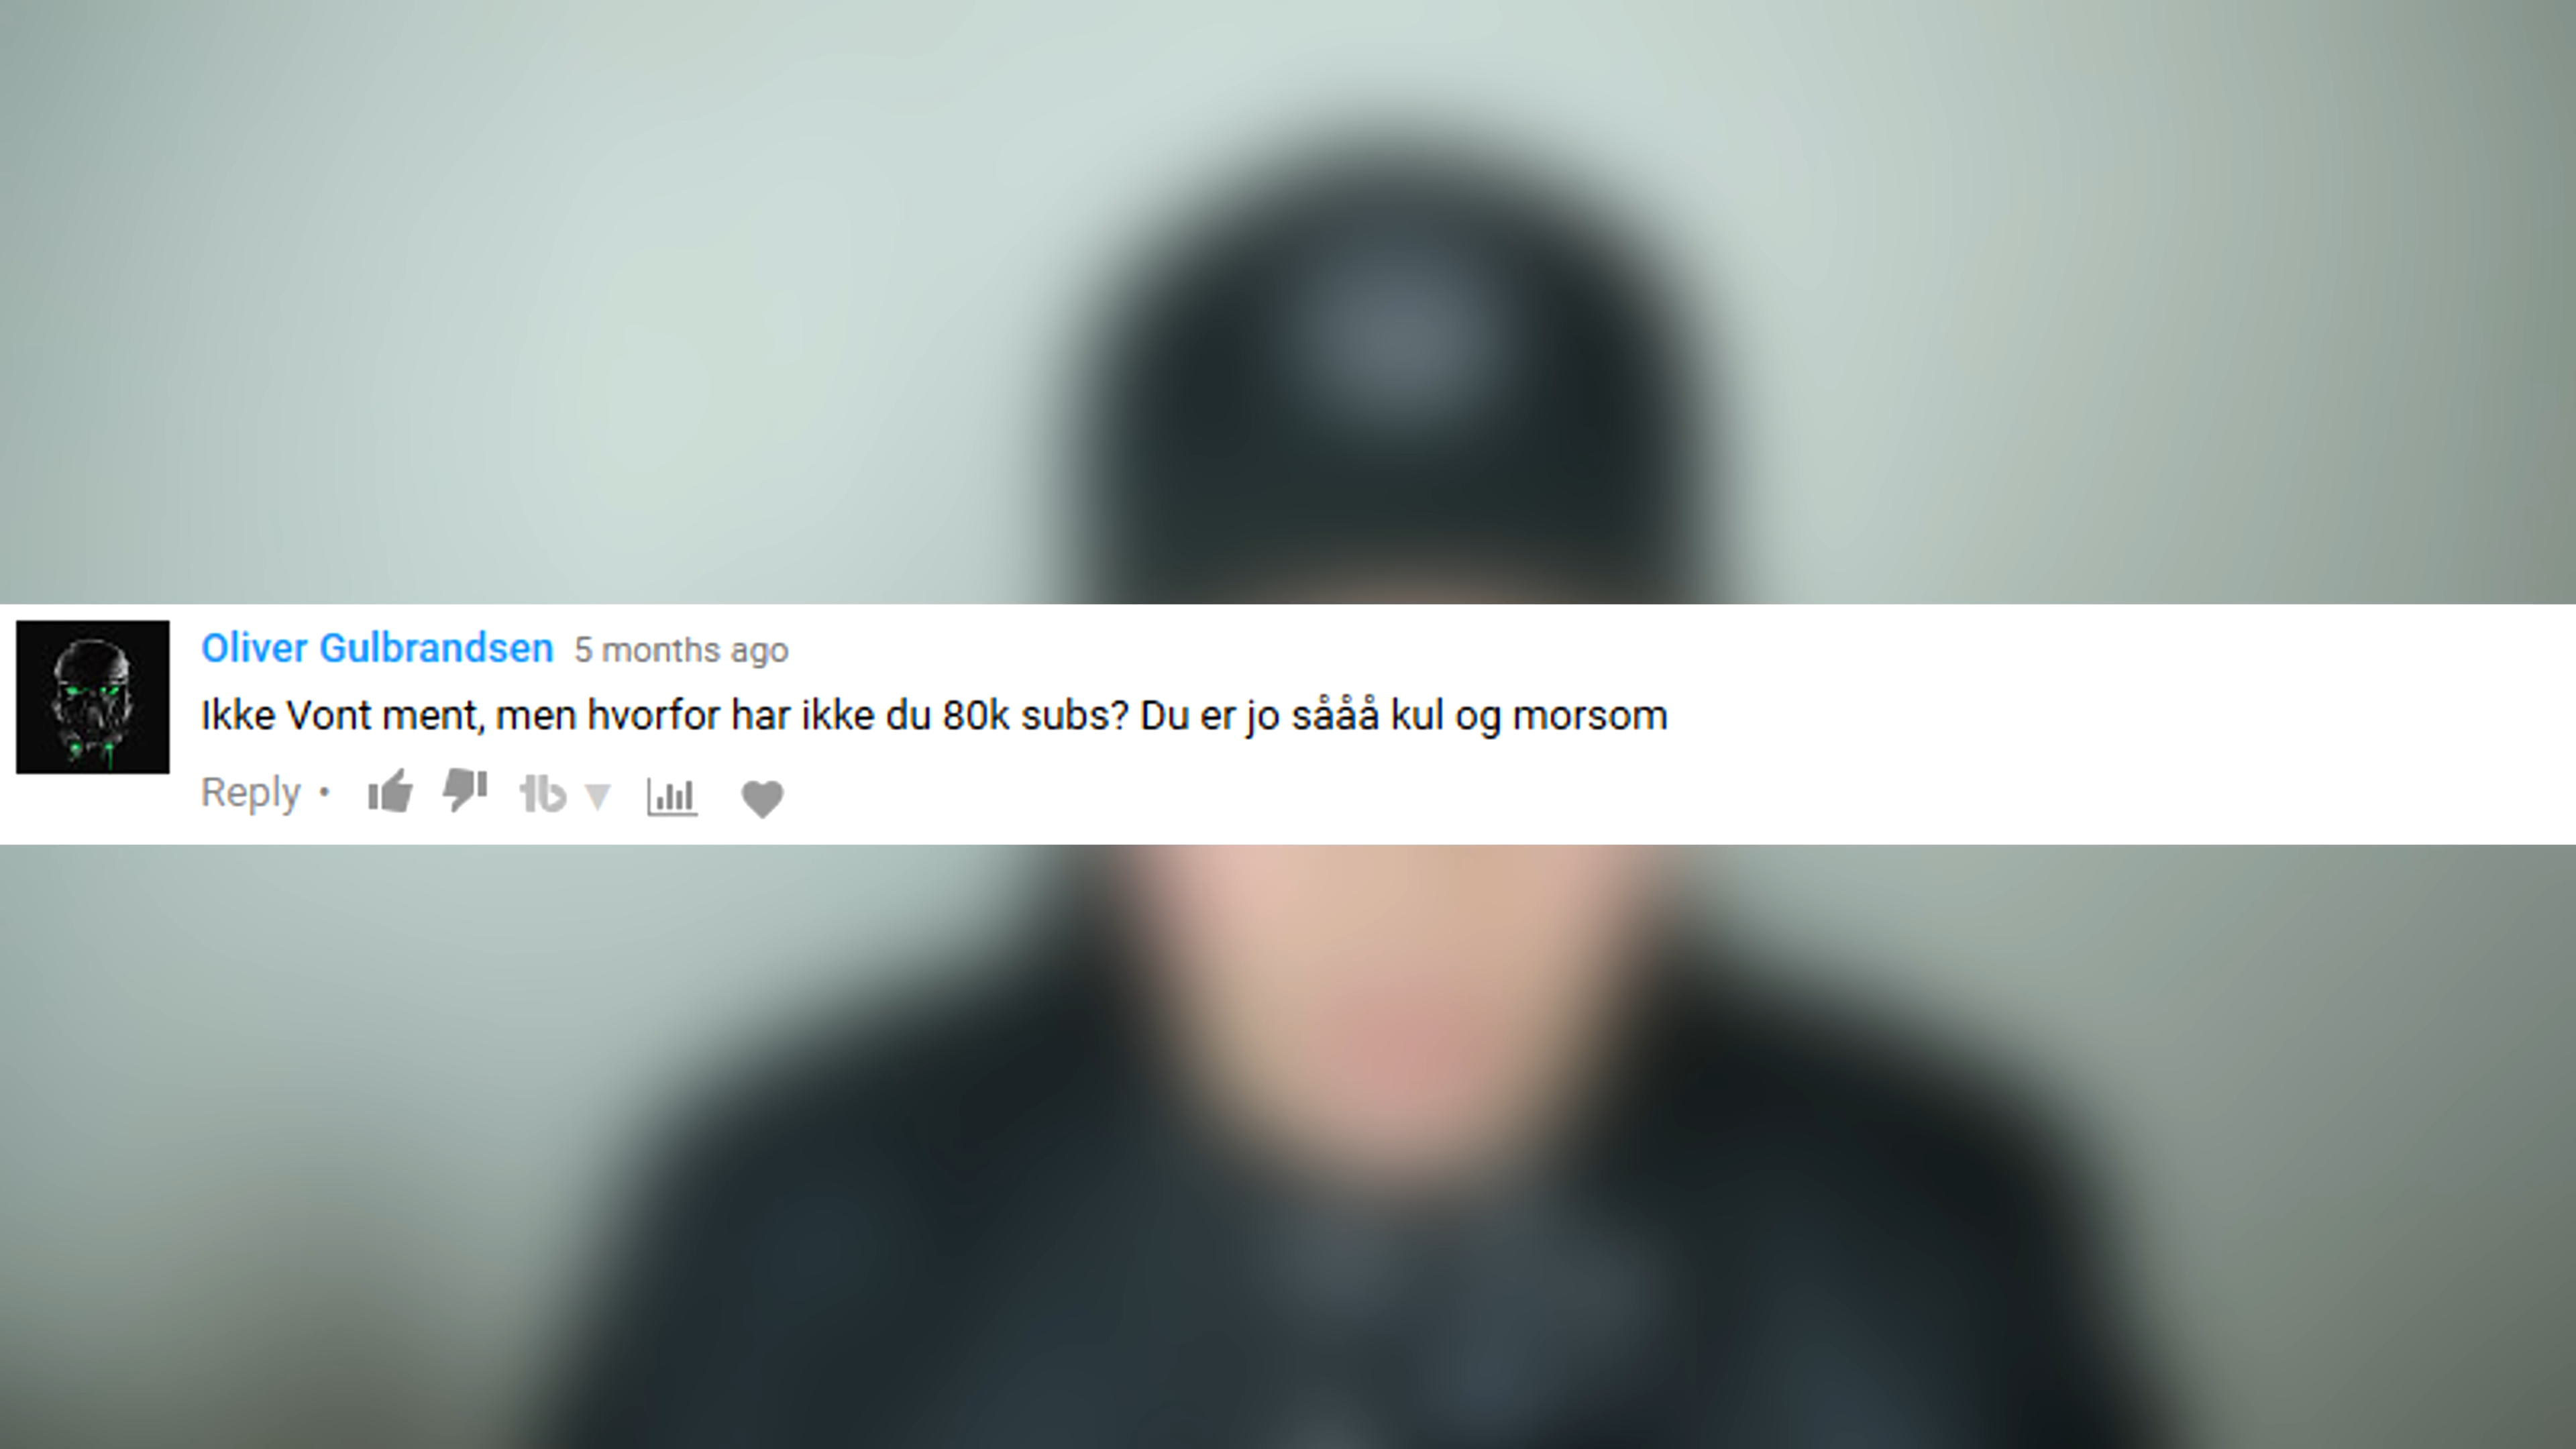 Oliver Gulbrandsen 5 months ago
Ikke Vont ment, men hvorfor har ikke du 80k subs? Du er jo sååå kul og morsom
Reply •